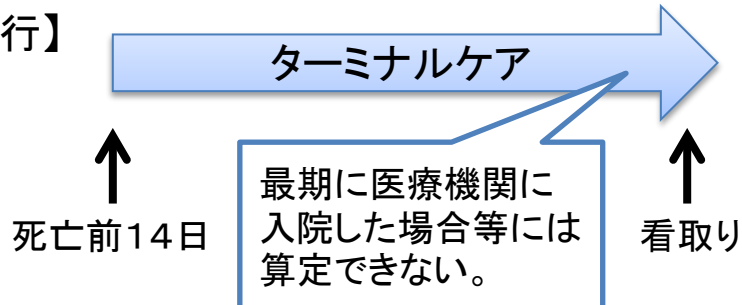 行】
ターミナルケア
最期に医療機関に
入院した場合等には
算定できない。
死亡前１４日
看取り